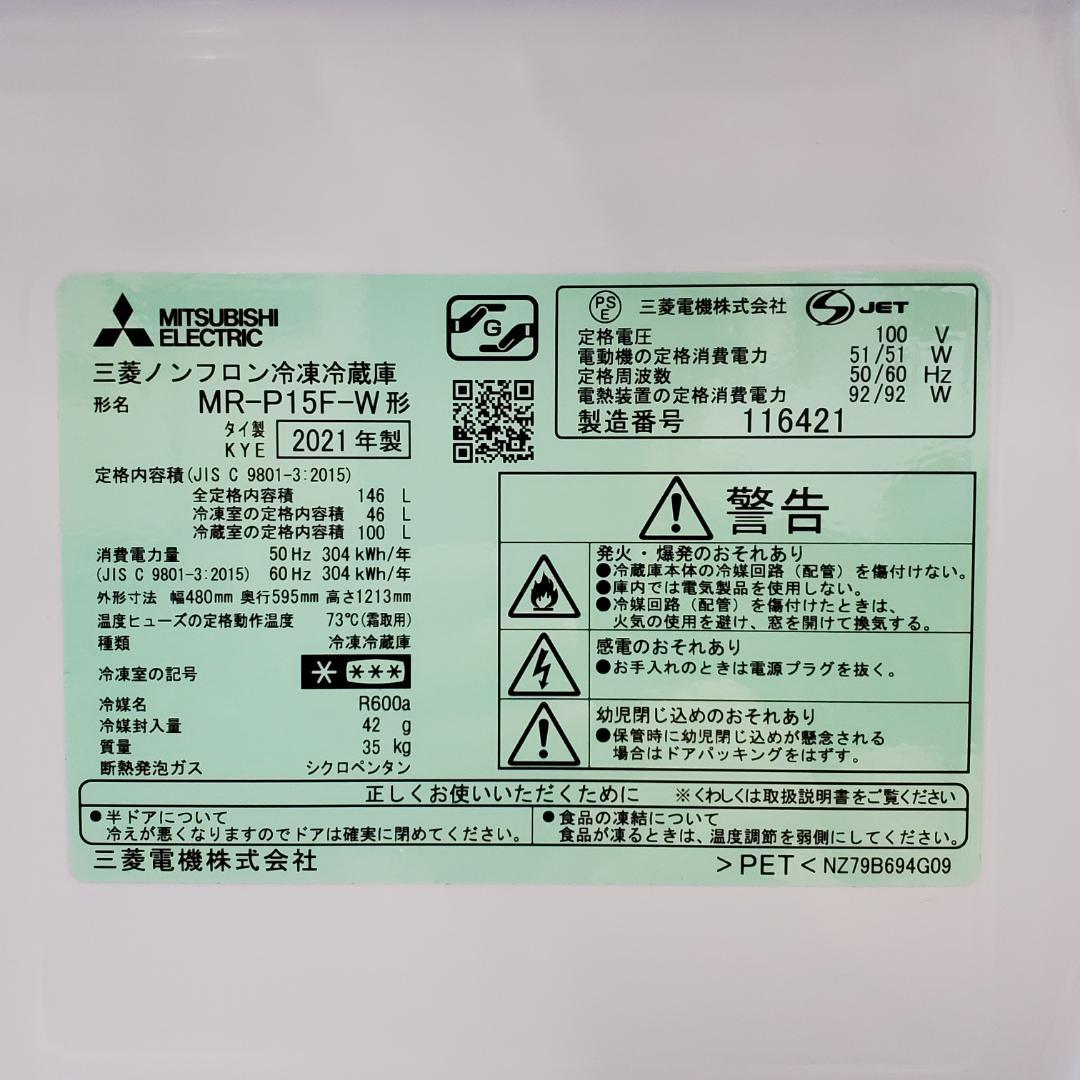 MITSUBISHI
ELECTRIC
G
三菱ノンフロン冷凍冷蔵庫
形名 MR-P15F-W形
タイ製
KYE 2021年製
定格内容積(JIS C 9801-3:2015)
全定格内容積 146 L
冷凍室の定格内容積 46 L
冷蔵室の定格内容積 100 L
消費電力量 50Hz 304kWh/年
(JIS C 9801-3:2015) 60Hz 304kWh/年
外形寸法 幅480mm 奥行595mm 高さ1213mm
温度ヒューズの定格動作温度 73℃(霜取用)
種類 冷凍冷蔵庫
冷凍室の記号 * ***
冷媒名 R600a
冷媒封入量 42 g
質量 35 kg
断熱発泡ガス シクロペンタン
PSE 三菱電機株式会社 JET
定格電圧 100 V
電動機の定格消費電力 51/51 W
定格周波数 50/60 Hz
電熱装置の定格消費電力 92/92 W
製造番号 116421
警告
発火・爆発のおそれあり
●冷蔵庫本体の冷媒回路(配管)を傷付けない。
●庫内では電気製品を使用しない。
●冷媒回路(配管)を傷付けたときは、
火気の使用を避け、窓を開けて換気する。
感電のおそれあり
●お手入れのときは電源プラグを抜く。
幼児閉じ込めのおそれあり
●保管時に幼児閉じ込めが懸念される
場合はドアパッキングをはずす。
正しくお使いいただくために ※くわしくは取扱説明書をご覧ください
●半ドアについて
冷えが悪くなりますのでドアは確実に閉めてください。
●食品の凍結について
食品が凍るときは、温度調節を弱側にしてください。
三菱電機株式会社 >PET< NZ79B694G09